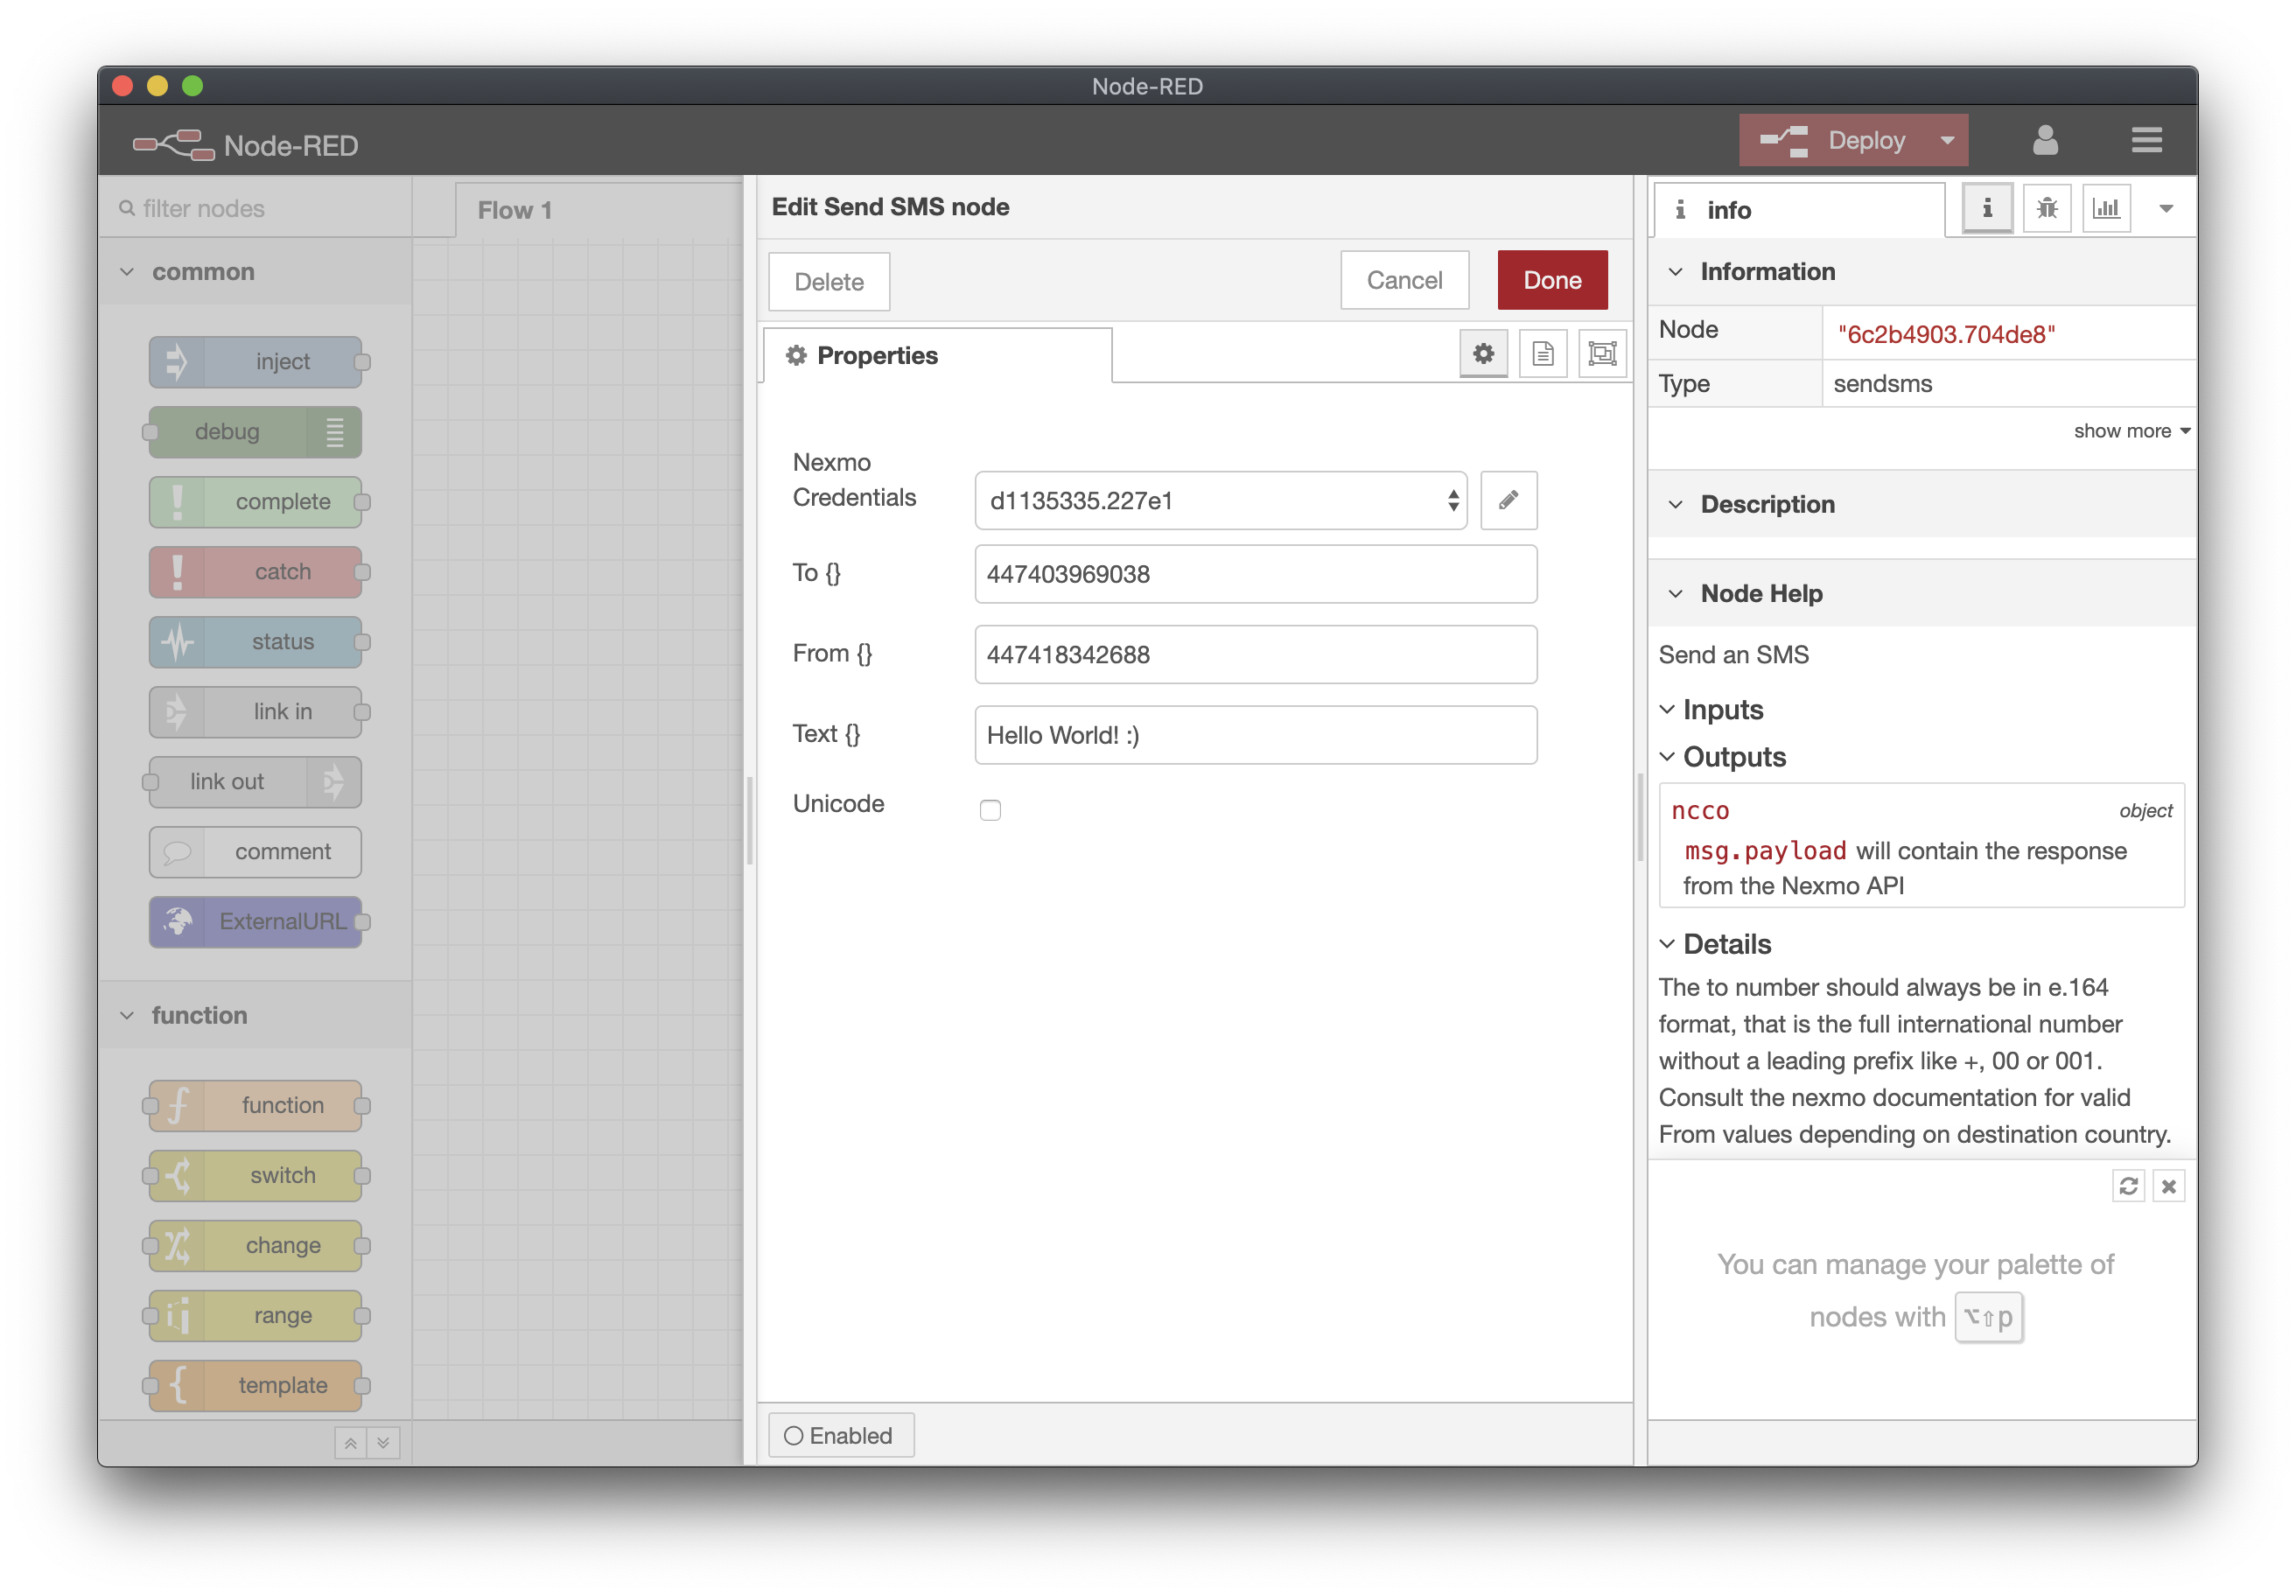 Node-RED
Node-RED
Deploy
filter nodes
common
inject
debug
complete
catch
status
link in
link out
comment
ExternalURL
function
function
switch
change
range
template
Flow 1
Edit Send SMS node
Delete
Cancel
Done
Properties
Nexmo
Credentials
d1135335.227e1
To {}
447403969038
From {}
447418342688
Text {}
Hello World! :)
Unicode
Enabled
info
Information
Node
"6c2b4903.704de8"
Type
sendsms
show more
Description
Node Help
Send an SMS
Inputs
Outputs
ncco
object
msg.payload will contain the response
from the Nexmo API
Details
The to number should always be in e.164
format, that is the full international number
without a leading prefix like +, 00 or 001.
Consult the nexmo documentation for valid
From values depending on destination country.
You can manage your palette of
nodes with ⌥⇧p